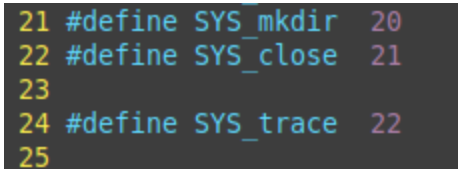 21 #define SYS_mkdir  20
22 #define SYS_close  21
23
24 #define SYS_trace  22
25